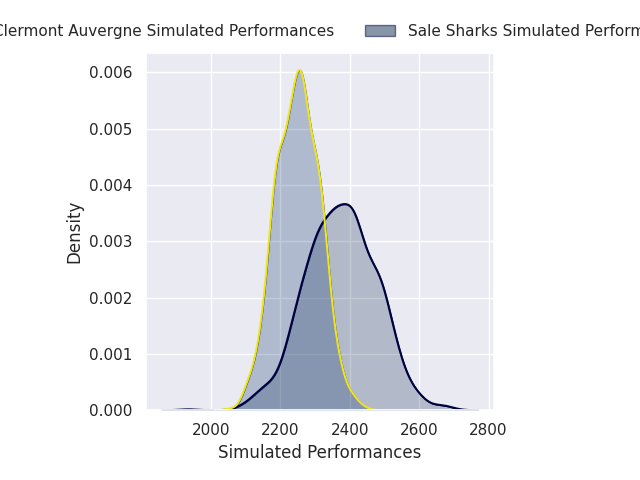 Clermont Auvergne Simulated Performances
Sale Sharks Simulated Perform
0.006
0.005
0.004
0.003
0.002
0.001
0.000
Density
2000 2200 2400 2600 2800
Simulated Performances